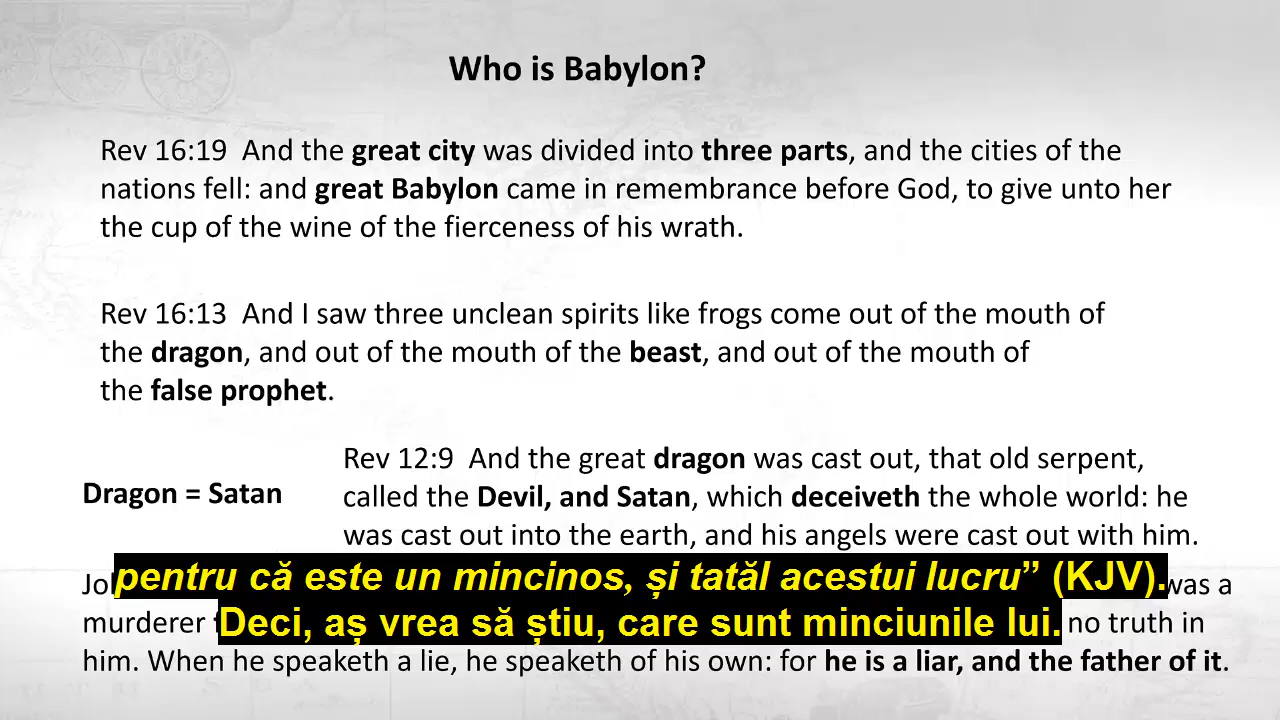 Who is Babylon?
Rev 16:19 And the great city was divided into three parts, and the cities of the
nations fell: and great Babylon came in remembrance before God, to give unto her
the cup of the wine of the fierceness of his wrath.
Rev 16:13 And I saw three unclean spirits like frogs come out of the mouth of
the dragon, and out of the mouth of the beast, and out of the mouth of
the false prophet.
Dragon = Satan
Rev 12:9 And the great dragon was cast out, that old serpent,
called the Devil, and Satan, which deceiveth the whole world: he
was cast out into the earth, and his angels were cast out with him.
pentru că este un mincinos, și tatăl acestui lucru” (KJV).
was a
murderer
Deci, aș vrea să știu, care sunt minciunile lui.
no truth in
him. When he speaketh a lie, he speaketh of his own: for he is a liar, and the father of it.